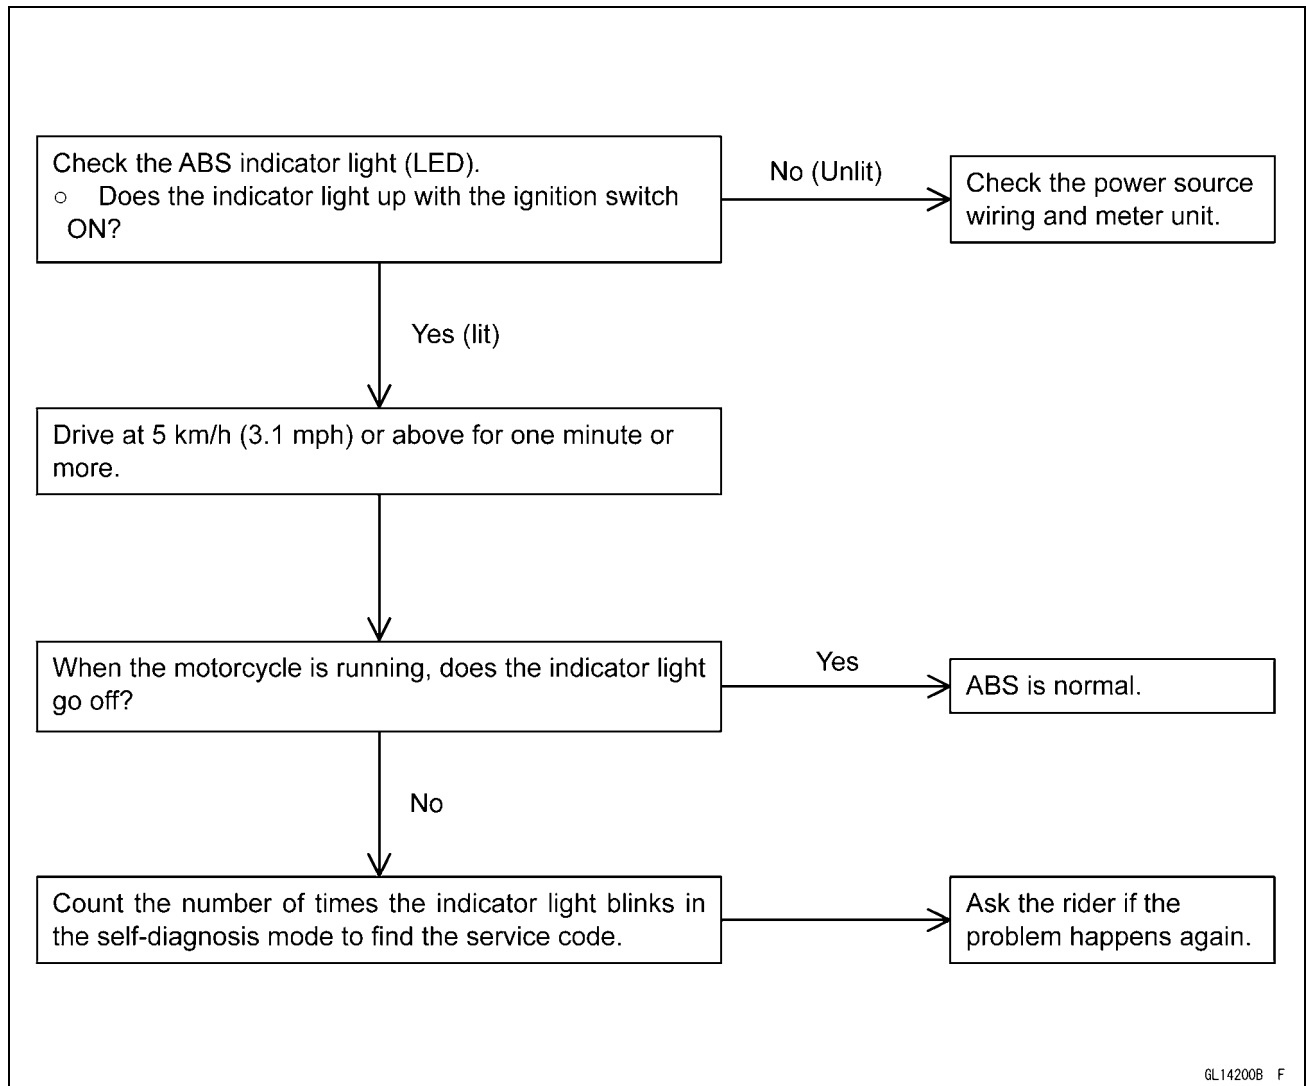 Check the ABS indicator light (LED).
○ Does the indicator light up with the ignition switch
ON?
No (Unlit)
Check the power source
wiring and meter unit.
Yes (lit)
Drive at 5 km/h (3.1 mph) or above for one minute or
more.
When the motorcycle is running, does the indicator light
go off?
Yes
ABS is normal.
No
Count the number of times the indicator light blinks in
the self-diagnosis mode to find the service code.
Ask the rider if the
problem happens again.
GL14200B F